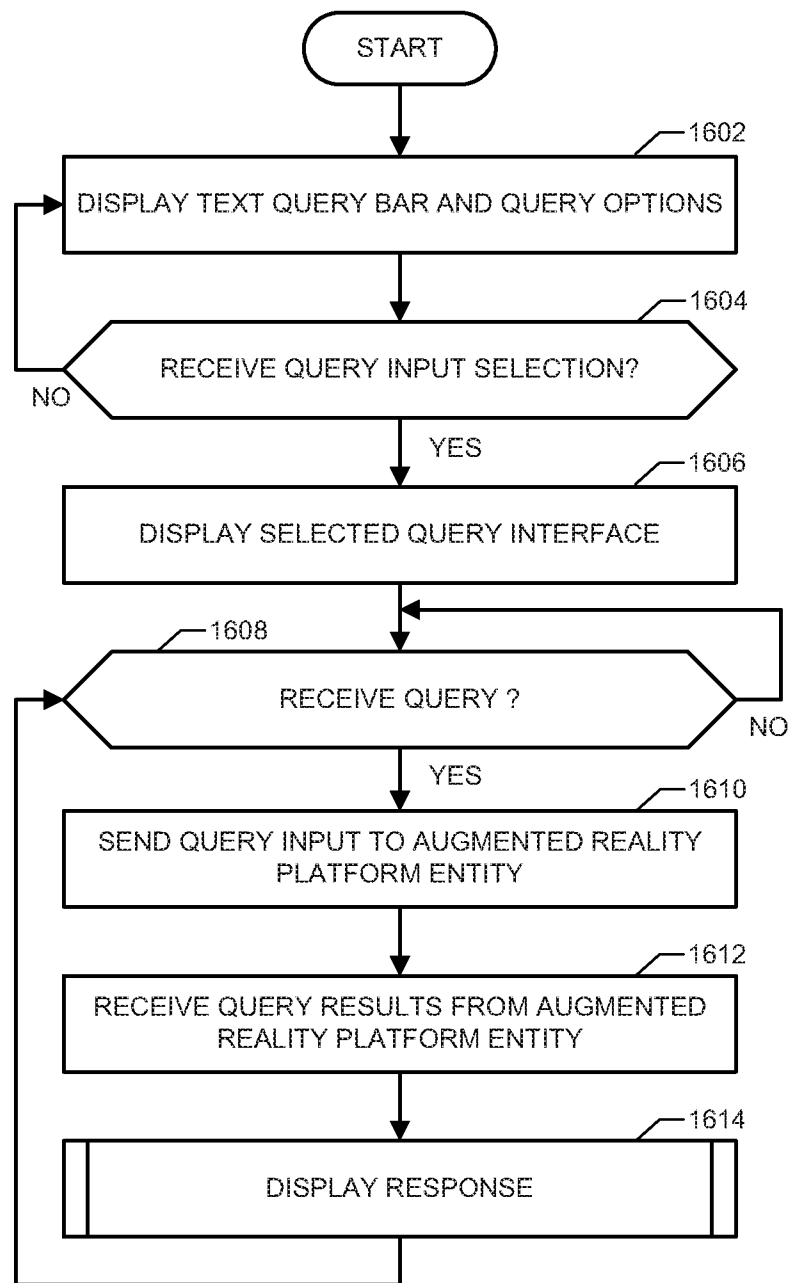 START
1602
DISPLAY TEXT QUERY BAR AND QUERY OPTIONS
1604
RECEIVE QUERY INPUT SELECTION?
NO
YES
1606
DISPLAY SELECTED QUERY INTERFACE
1608
RECEIVE QUERY ?
NO
YES
1610
SEND QUERY INPUT TO AUGMENTED REALITY
PLATFORM ENTITY
1612
RECEIVE QUERY RESULTS FROM AUGMENTED
REALITY PLATFORM ENTITY
1614
DISPLAY RESPONSE